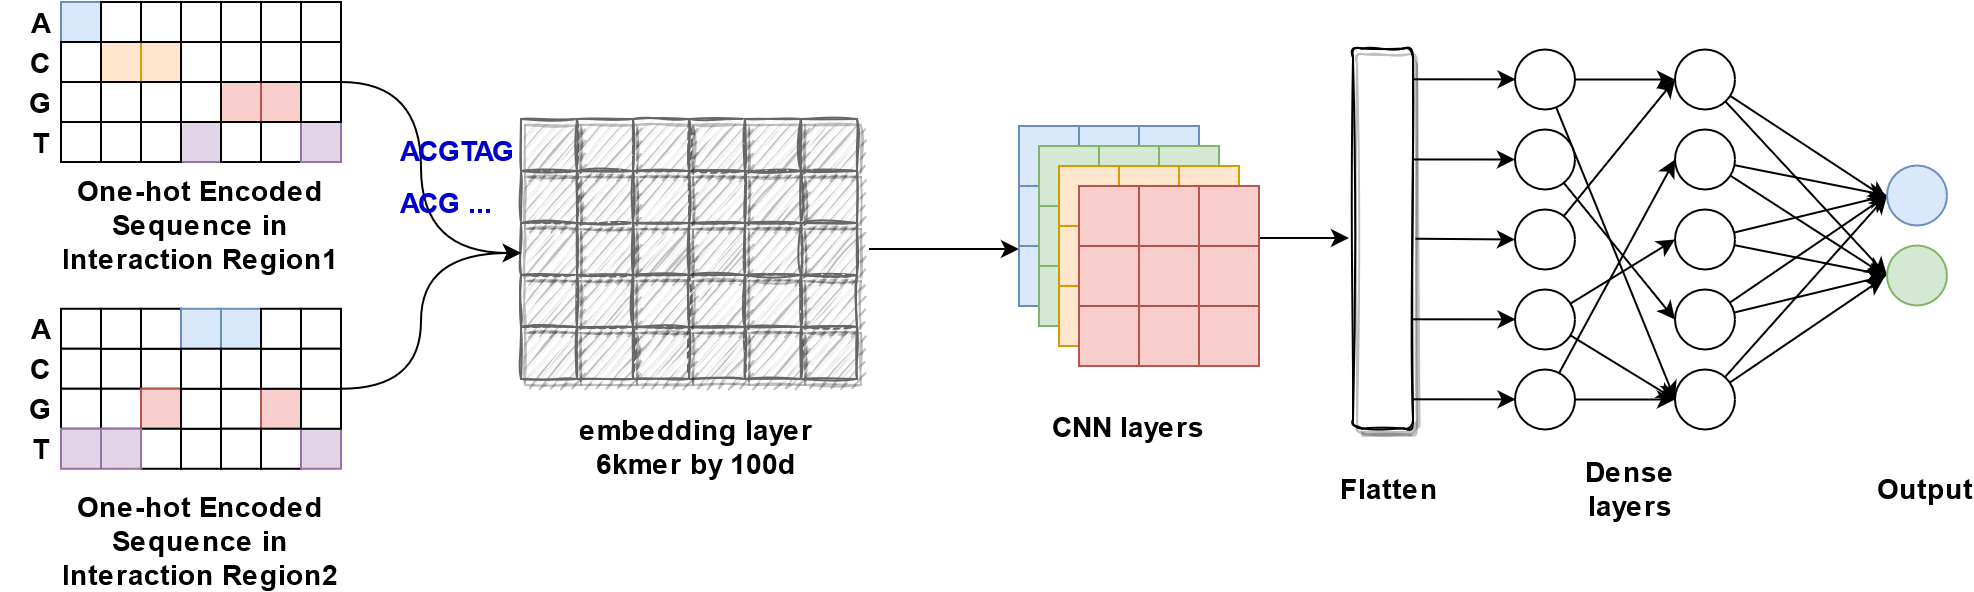 A
C
G
T
One-hot Encoded
Sequence in
Interaction Region1
A
C
G
T
One-hot Encoded
Sequence in
Interaction Region2
ACGTAG
ACG ...
embedding layer
6kmer by 100d
CNN layers
Flatten
Dense
layers
Output